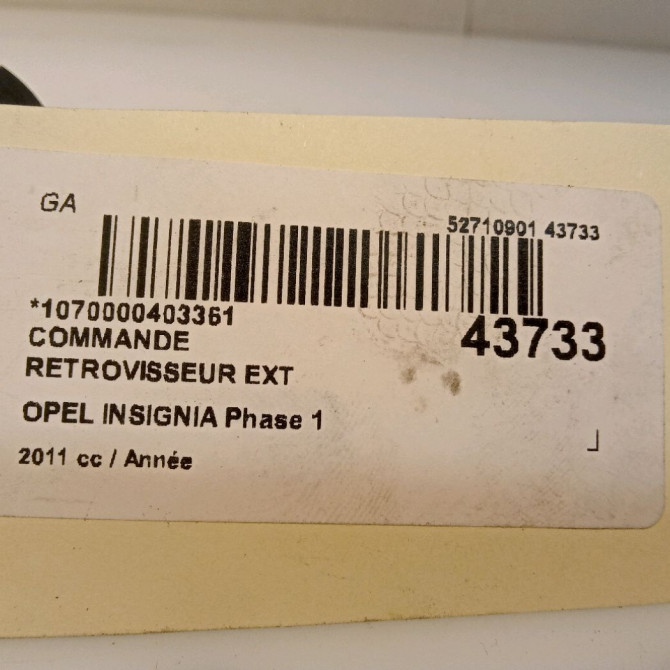 GA
52710901 43733
*1070000403361
43733
COMMANDE
RETROVISSEUR EXT
OPEL INSIGNIA Phase 1
2011 cc / Année